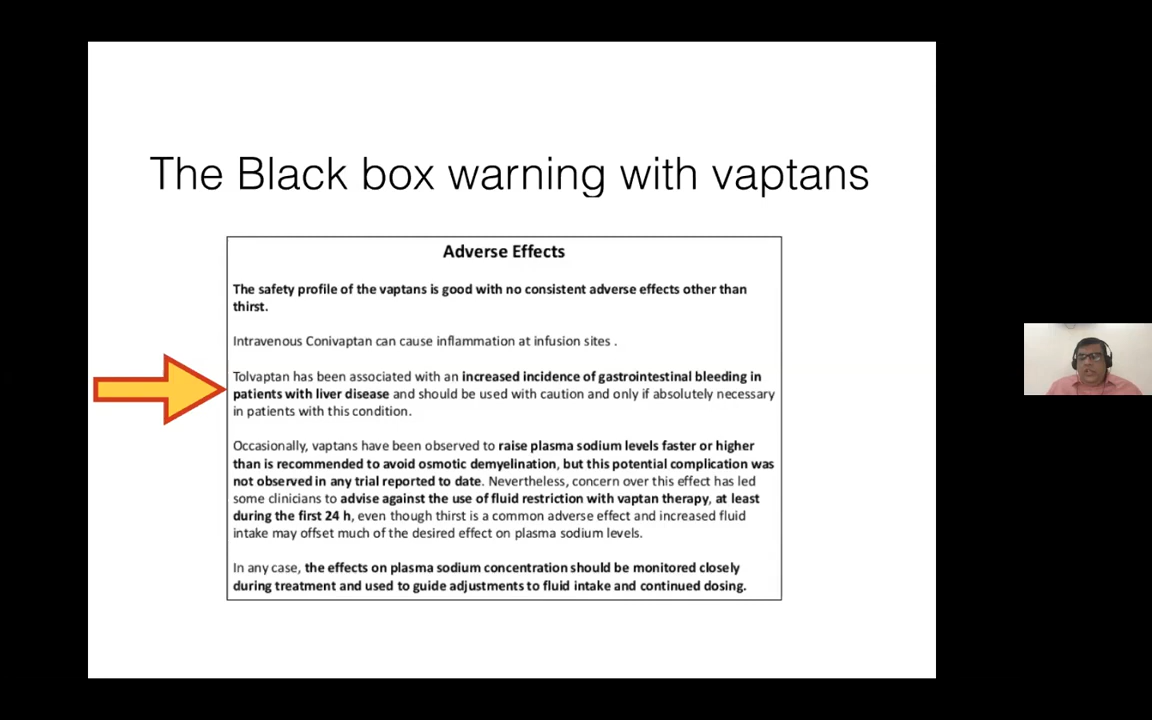 The Black box warning with vaptans
Adverse Effects
The safety profile of the vaptans is good with no consistent adverse effects other than
thirst.
Intravenous Conivaptan can cause inflammation at infusion sites .
Tolvaptan has been associated with an increased incidence of gastrointestinal bleeding in
patients with liver disease and should be used with caution and only if absolutely necessary
in patients with this condition.
Occasionally, vaptans have been observed to raise plasma sodium levels faster or higher
than is recommended to avoid osmotic demyelination, but this potential complication was
not observed in any trial reported to date. Nevertheless, concern over this effect has led
some clinicians to advise against the use of fluid restriction with vaptan therapy, at least
during the first 24 h, even though thirst is a common adverse effect and increased fluid
intake may offset much of the desired effect on plasma sodium levels.
In any case, the effects on plasma sodium concentration should be monitored closely
during treatment and used to guide adjustments to fluid intake and continued dosing.